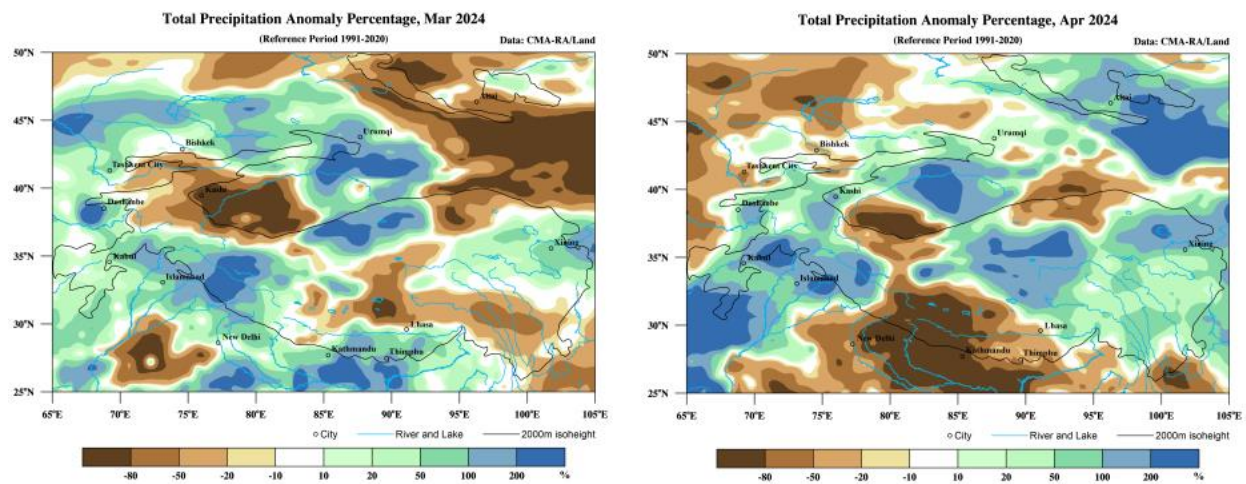 Total Precipitation Anomaly Percentage, Mar 2024
(Reference Period 1991-2020)
Data: CMA-RA/Land
50°N
45°N
40°N
35°N
30°N
25°N
65°E
70°E
75°E
80°E
85°E
90°E
95°E
100°E
105°E
Ulai
Urumqi
Bishkek
Tashkent City
Kashi
Dushanbe
Xining
Kabul
Islamabad
Lhasa
New Delhi
Kathmandu
Thimphu
City
River and Lake
2000m isoheight
-80
-50
-20
-10
10
20
50
100
200
%
Total Precipitation Anomaly Percentage, Apr 2024
(Reference Period 1991-2020)
Data: CMA-RA/Land
50°N
45°N
40°N
35°N
30°N
25°N
65°E
70°E
75°E
80°E
85°E
90°E
95°E
100°E
105°E
Urumqi
Bishkek
Tashkent City
Kashi
Dushanbe
Xining
Kabul
Islamabad
Lhasa
New Delhi
Kathmandu
Thimphu
City
River and Lake
2000m isoheight
-80
-50
-20
-10
10
20
50
100
200
%